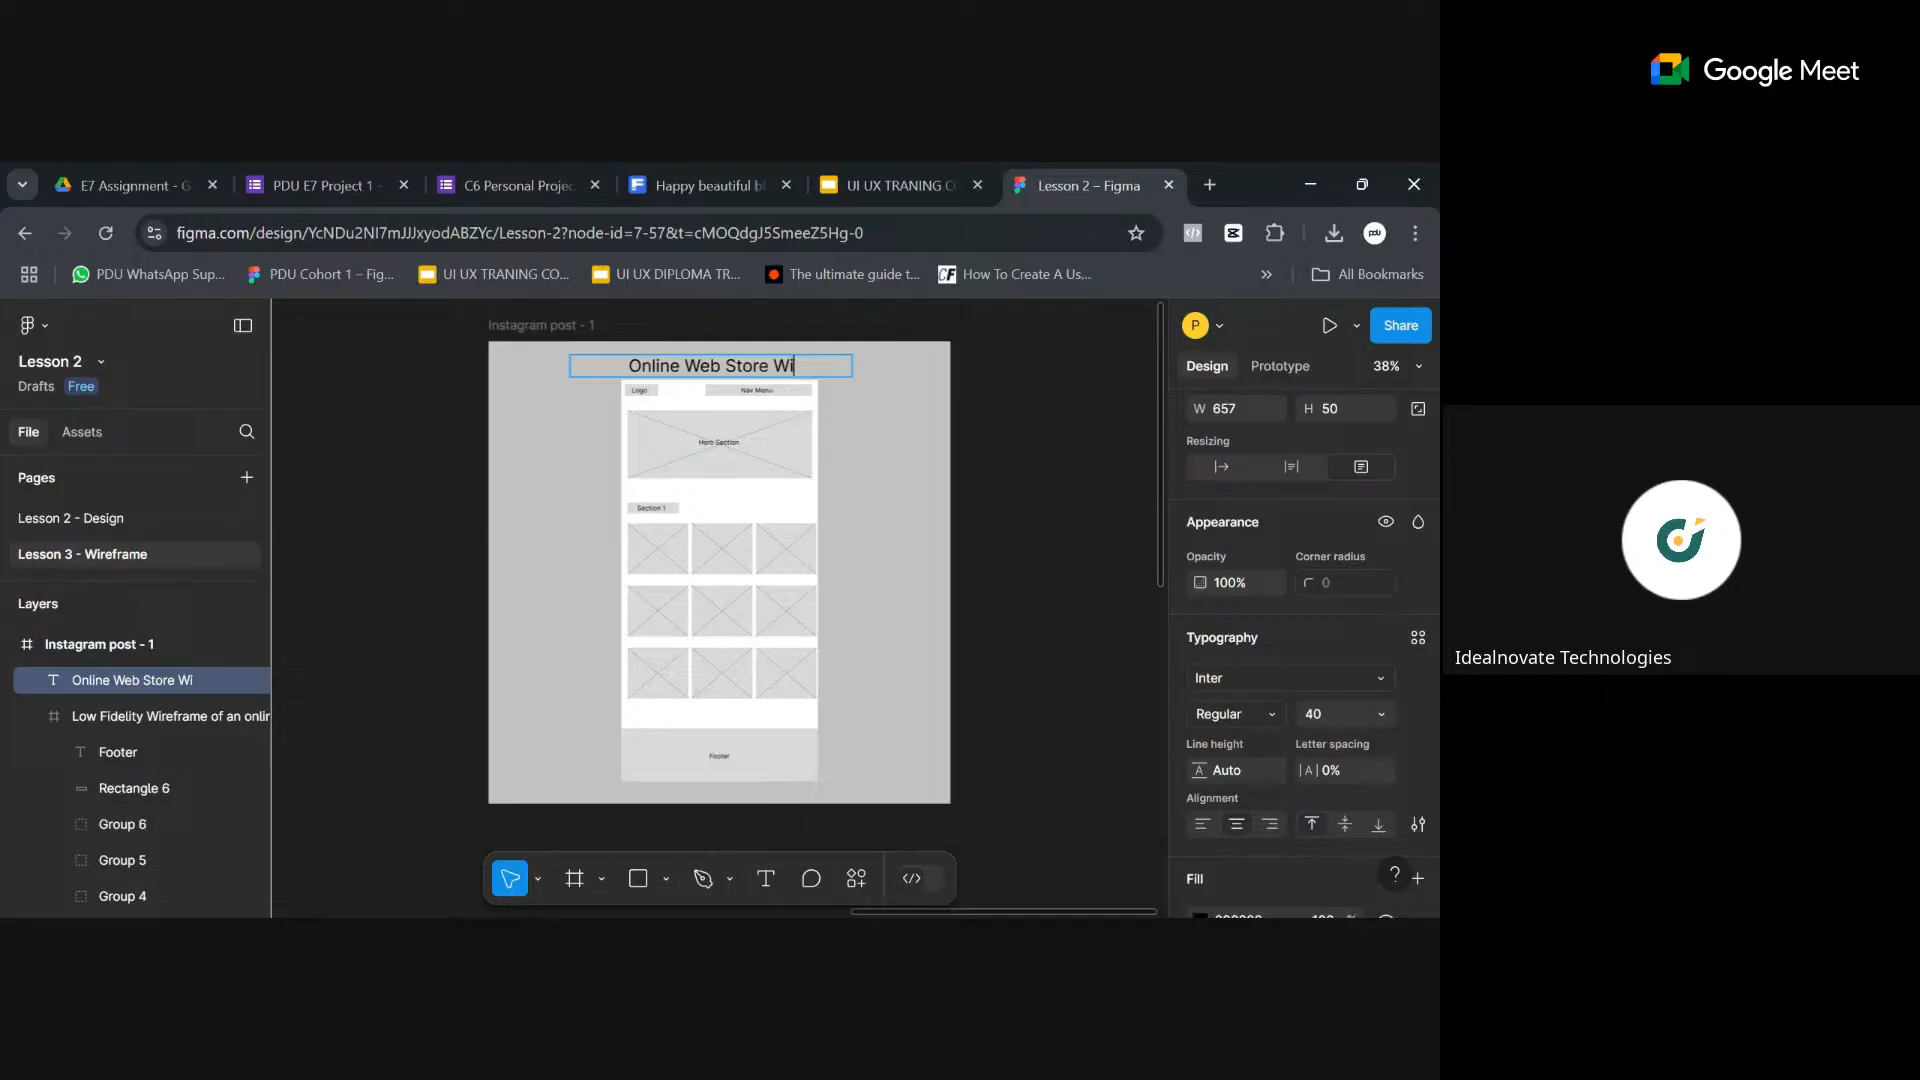 Google Meet
E7 Assignment - G
PDU E7 Project 1 -
C6 Personal Projec
Happy beautiful bl
UI UX TRANING C
Lesson 2 – Figma
figma.com/design/YcNDu2NI7mJJJxyodABZYc/Lesson-2?node-id=7-57&t=cMOQdgJ5SmeeZ5Hg-0
pdu
PDU WhatsApp Sup...
PDU Cohort 1 – Fig...
UI UX TRANING CO...
UI UX DIPLOMA TR...
The ultimate guide t...
CF
How To Create A Us...
All Bookmarks
Lesson 2
Drafts Free
File Assets
Pages
Lesson 2 - Design
Lesson 3 - Wireframe
Layers
Instagram post - 1
Online Web Store Wi
Low Fidelity Wireframe of an onlin
Footer
Rectangle 6
Group 6
Group 5
Group 4
Instagram post - 1
Online Web Store Wi
Logo Nav Menu
Hero Section
Section 1
Footer
P Share
Design Prototype 38%
W 657 H 50
Resizing
Appearance
Opacity Corner radius
100% 0
Typography
Inter
Regular 40
Line height Letter spacing
A Auto |A| 0%
Alignment
Fill
?
Idealnovate Technologies